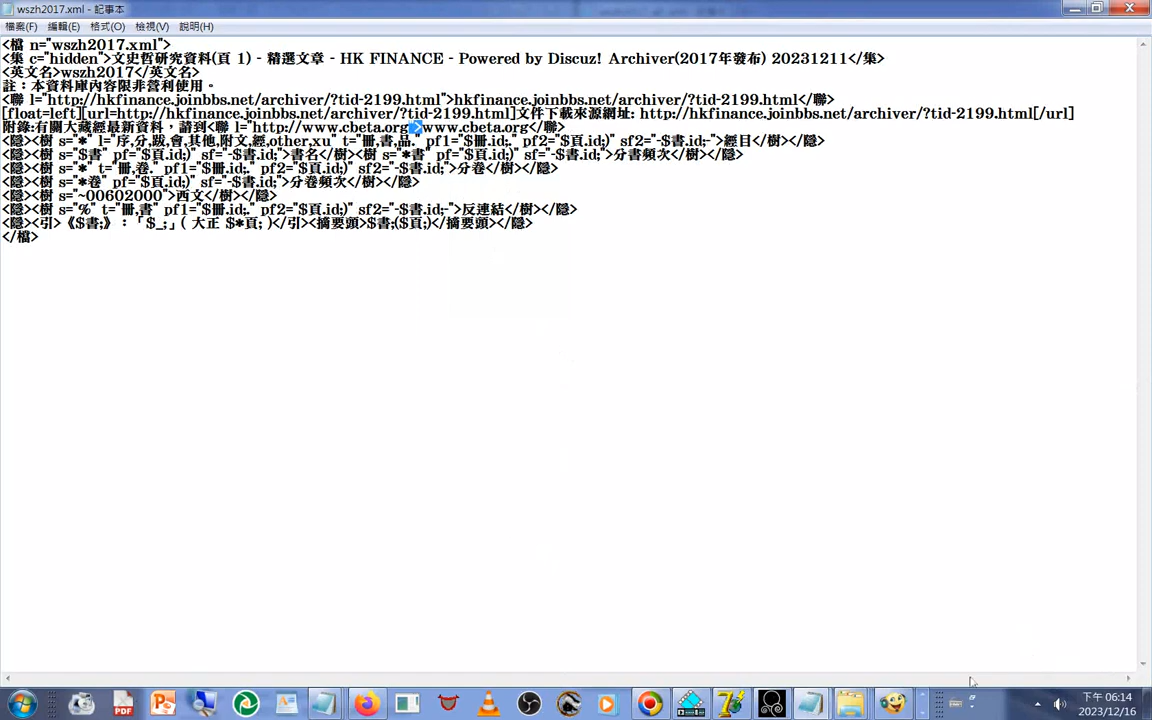 wszh2017.xml - 記事本
檔案(F) 編輯(E) 格式(O) 檢視(V) 說明(H)
<檔 n="wszh2017.xml">
<集 c="hidden">文史哲研究資料(頁 1) - 精選文章 - HK FINANCE - Powered by Discuz! Archiver(2017年發布) 20231211</集>
<英文名>wszh2017</英文名>
註：本資料庫內容限非營利使用。
<聯 l="http://hkfinance.joinbbs.net/archiver/?tid-2199.html">hkfinance.joinbbs.net/archiver/?tid-2199.html</聯>
[float=left][url=http://hkfinance.joinbbs.net/archiver/?tid-2199.html]文件下載來源網址: http://hkfinance.joinbbs.net/archiver/?tid-2199.html[/url]
附錄:有關大藏經最新資料，請到<聯 l="http://www.cbeta.org">www.cbeta.org</聯>
<隱><樹 s="*" l="序,分,跋,會,其他,附文,經,other,xu" t="冊,書,品." pf1="$冊.id;." pf2="$頁.id;)" sf2="-$書.id;-">經目</樹></隱>
<隱><樹 s="$書" pf="$頁.id;)" sf="-$書.id;">書名</樹><樹 s="*書" pf="$頁.id;)" sf="-$書.id;">分書頻次</樹></隱>
<隱><樹 s="*" t="冊,卷." pf1="$冊.id;." pf2="$頁.id;)" sf2="-$書.id;">分卷</樹></隱>
<隱><樹 s="*卷" pf="$頁.id;)" sf="-$書.id;">分卷頻次</樹></隱>
<隱><樹 s="~00602000">西文</樹></隱>
<隱><樹 s="%" t="冊,書" pf1="$冊.id;." pf2="$頁.id;)" sf2="-$書.id;-">反連結</樹></隱>
<隱><引>《$書;》：「$_;」( 大正 $*頁; )</引><摘要頭>$書;($頁;)</摘要頭></隱>
</檔>
下午 06:14
2023/12/16